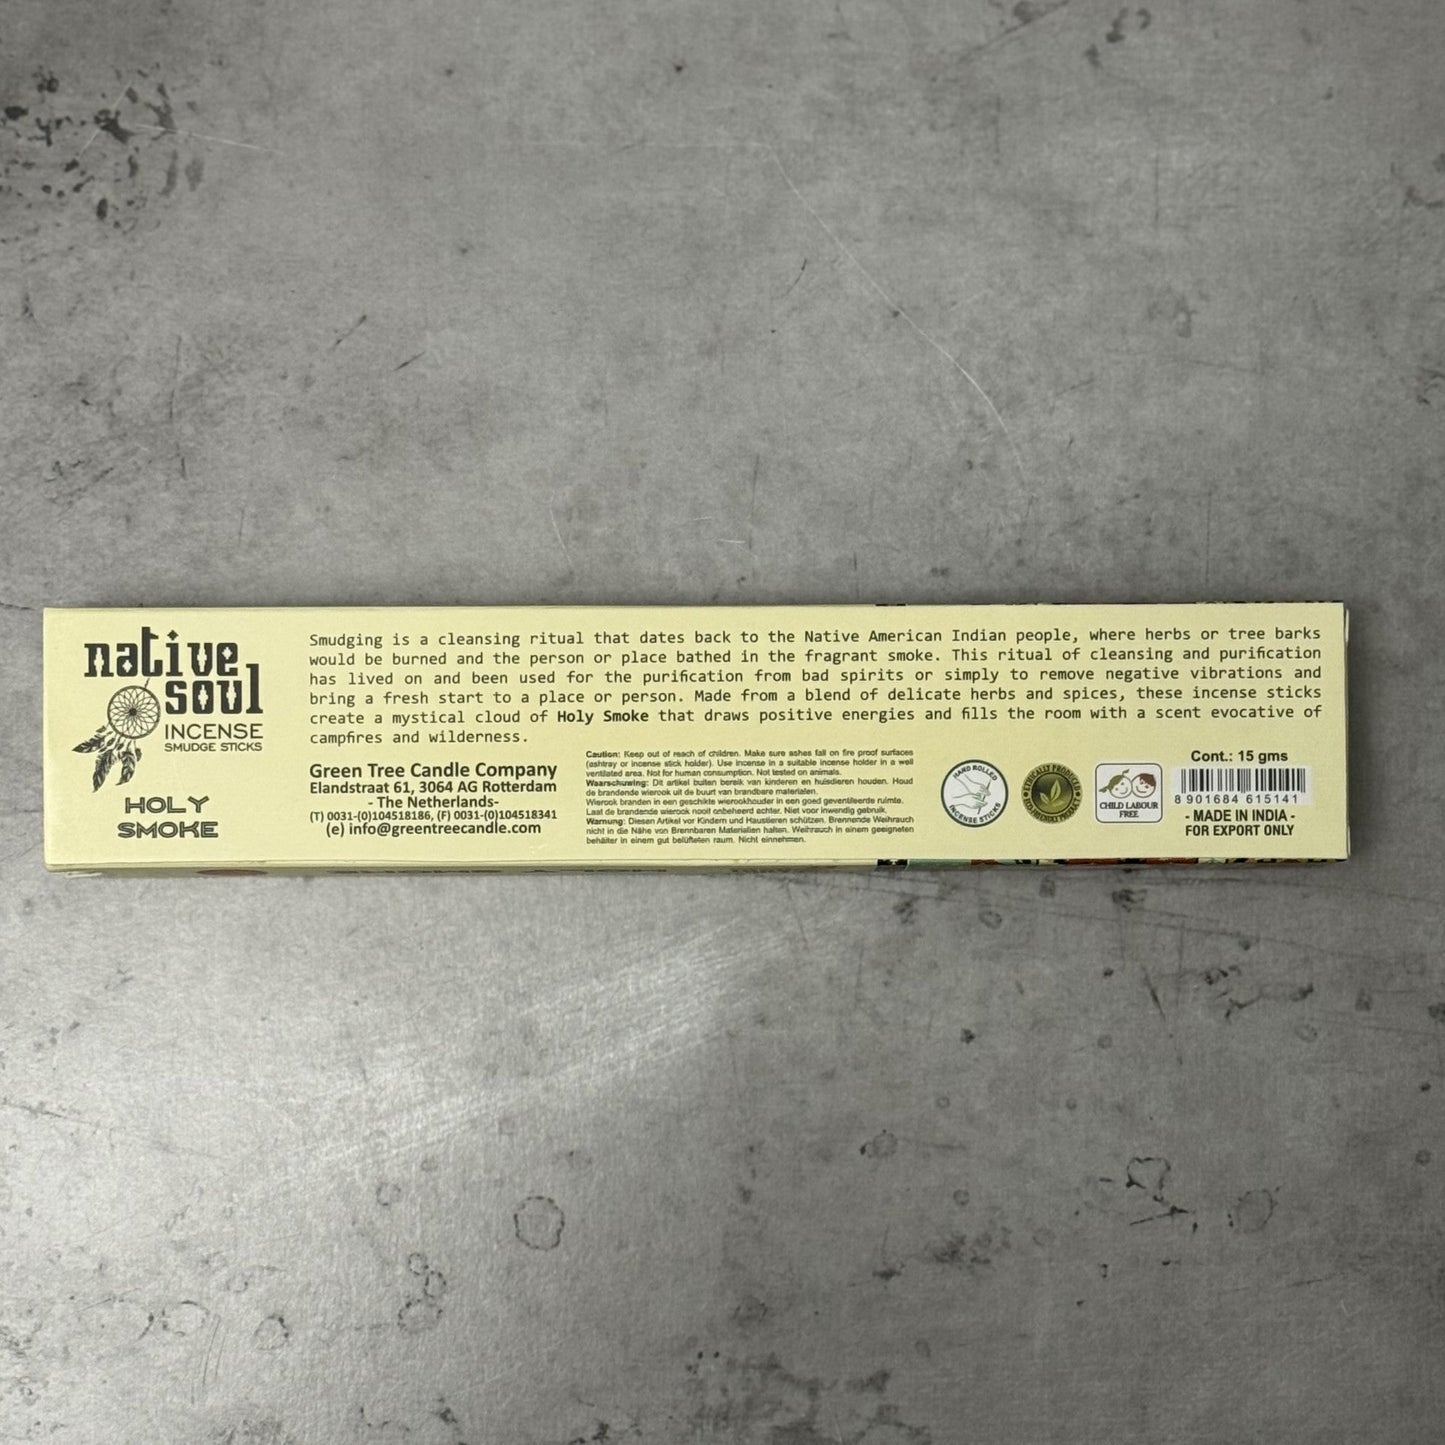 native
soul
INCENSE
SMUDGE STICKS
HOLY
SMOKE
Smudging is a cleansing ritual that dates back to the Native American Indian people, where herbs or tree barks
would be burned and the person or place bathed in the fragrant smoke. This ritual of cleansing and purification
has lived on and been used for the purification from bad spirits or simply to remove negative vibrations and
bring a fresh start to a place or person. Made from a blend of delicate herbs and spices, these incense sticks
create a mystical cloud of Holy Smoke that draws positive energies and fills the room with a scent evocative of
campfires and wilderness.
Green Tree Candle Company
Elandstraat 61, 3064 AG Rotterdam
- The Netherlands-
(T) 0031-(0)104518186, (F) 0031-(0)104518341
(e) info@greentreecandle.com
Caution: Keep out of reach of children. Make sure ashes fall on fire proof surfaces
(ashtray or incense stick holder). Use incense in a suitable incense holder in a well
ventilated area. Not for human consumption. Not tested on animals.
Waarschuwing: Dit artikel buiten bereik van kinderen en huisdieren houden. Houd
de brandende wierook uit de buurt van brandbare materialen.
Wierook branden in een geschikte wierookhouder in een goed geventileerde ruimte.
Laat de brandende wierook nooit onbeheerd achter. Niet voor inwendig gebruik.
Warnung: Diesen Artikel vor Kindern und Haustieren schützen. Brennende Weihrauch
nicht in die Nähe von Brennbaren Materialien halten. Weihrauch in einem geeigneten
behälter in einem gut belüfteten raum. Nicht einnehmen.
HAND ROLLED
INCENSE STICKS
ETHICALLY PRODUCED
ECO FRIENDLY PRODUCT
CHILD LABOUR
FREE
Cont.: 15 gms
8 901684 615141
- MADE IN INDIA -
FOR EXPORT ONLY